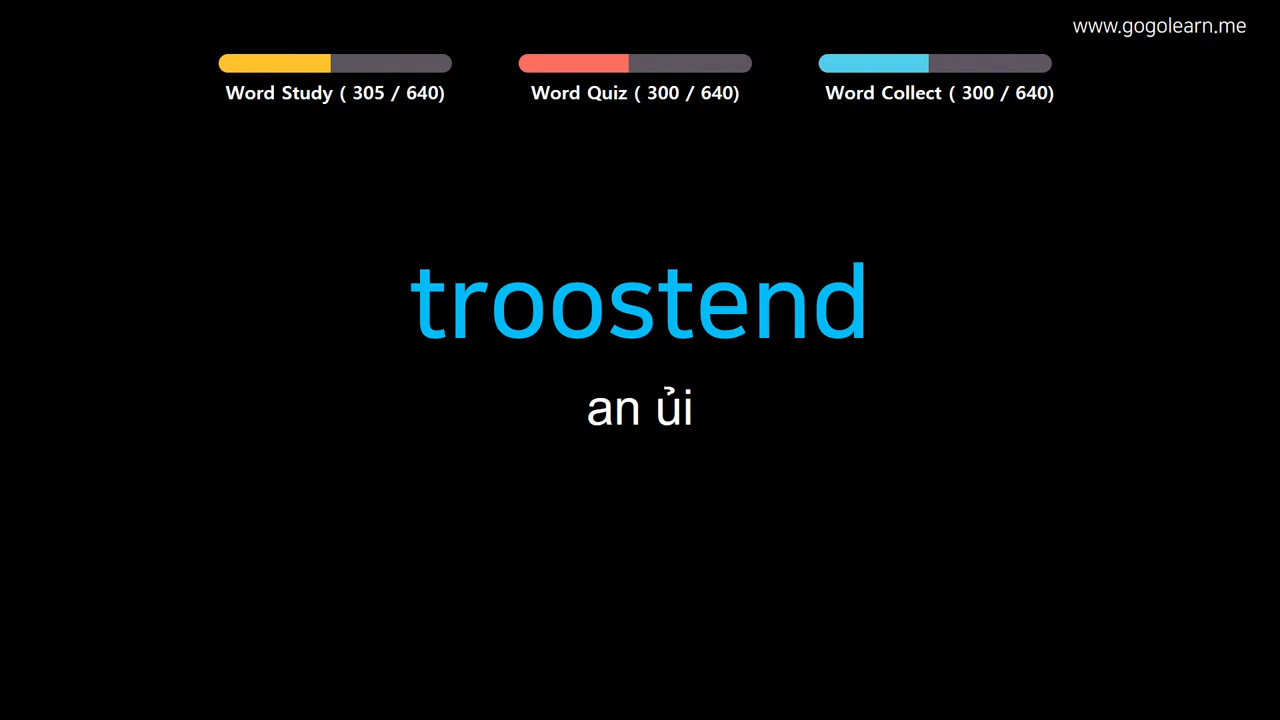 www.gogolearn.me
Word Study ( 305 / 640)
Word Quiz ( 300 / 640)
Word Collect ( 300 / 640)
troostend
an ủi